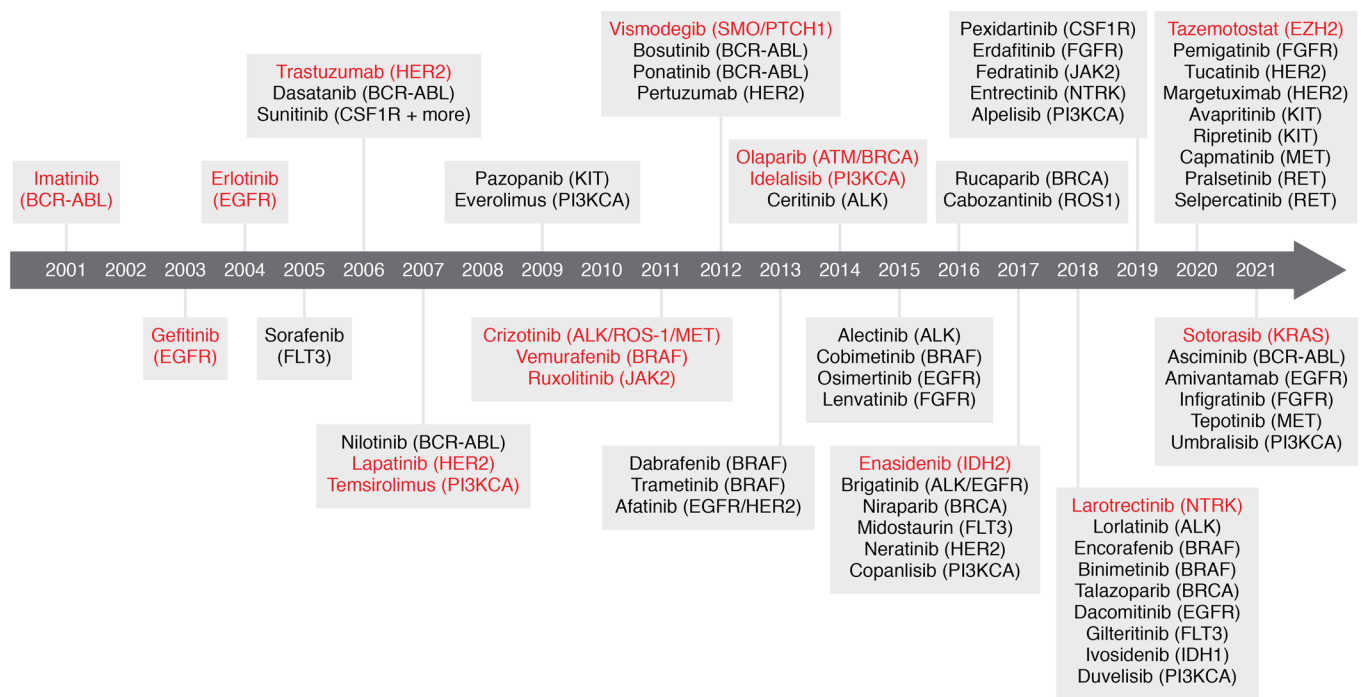 Vismodegib (SMO/PTCH1)
Bosutinib (BCR-ABL)
Ponatinib (BCR-ABL)
Pertuzumab (HER2)
Pexidartinib (CSF1R)
Erdafitinib (FGFR)
Fedratinib (JAK2)
Entrectinib (NTRK)
Alpelisib (PI3KCA)
Tazemotostat (EZH2)
Pemigatinib (FGFR)
Tucatinib (HER2)
Margetuximab (HER2)
Avapritinib (KIT)
Ripretinib (KIT)
Capmatinib (MET)
Pralsetinib (RET)
Selpercatinib (RET)
Trastuzumab (HER2)
Dasatanib (BCR-ABL)
Sunitinib (CSF1R + more)
Imatinib
(BCR-ABL)
Erlotinib
(EGFR)
Pazopanib (KIT)
Everolimus (PI3KCA)
Olaparib (ATM/BRCA)
Idelalisib (PI3KCA)
Ceritinib (ALK)
Rucaparib (BRCA)
Cabozantinib (ROS1)
2001 2002 2003 2004 2005 2006 2007 2008 2009 2010 2011 2012 2013 2014 2015 2016 2017 2018 2019 2020 2021
Gefitinib
(EGFR)
Sorafenib
(FLT3)
Crizotinib (ALK/ROS-1/MET)
Vemurafenib (BRAF)
Ruxolitinib (JAK2)
Alectinib (ALK)
Cobimetinib (BRAF)
Osimertinib (EGFR)
Lenvatinib (FGFR)
Sotorasib (KRAS)
Asciminib (BCR-ABL)
Amivantamab (EGFR)
Infigratinib (FGFR)
Tepotinib (MET)
Umbralisib (PI3KCA)
Nilotinib (BCR-ABL)
Lapatinib (HER2)
Temsirolimus (PI3KCA)
Dabrafenib (BRAF)
Trametinib (BRAF)
Afatinib (EGFR/HER2)
Enasidenib (IDH2)
Brigatinib (ALK/EGFR)
Niraparib (BRCA)
Midostaurin (FLT3)
Neratinib (HER2)
Copanlisib (PI3KCA)
Larotrectinib (NTRK)
Lorlatinib (ALK)
Encorafenib (BRAF)
Binimetinib (BRAF)
Talazoparib (BRCA)
Dacomitinib (EGFR)
Gilteritinib (FLT3)
Ivosidenib (IDH1)
Duvelisib (PI3KCA)